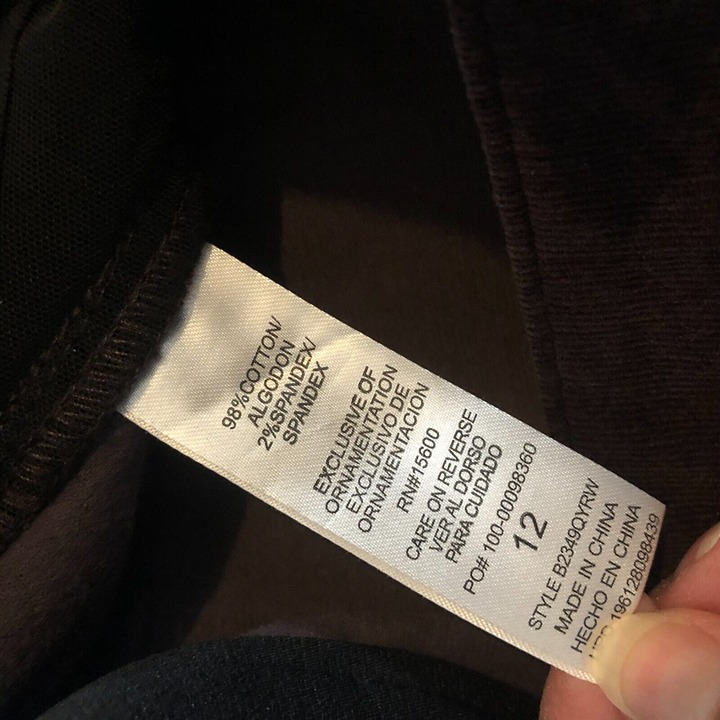 98%COTTON/
ALGODON
2%SPANDEX/
SPANDEX
EXCLUSIVE OF
ORNAMENTATION
EXCLUSIVO DE
ORNAMENTACION
RN#15600
CARE ON REVERSE
VER AL DORSO
PARA CUIDADO
PO# 100-00098360
12
STYLE B2349QYRW
MADE IN CHINA
HECHO EN CHINA
196128098439